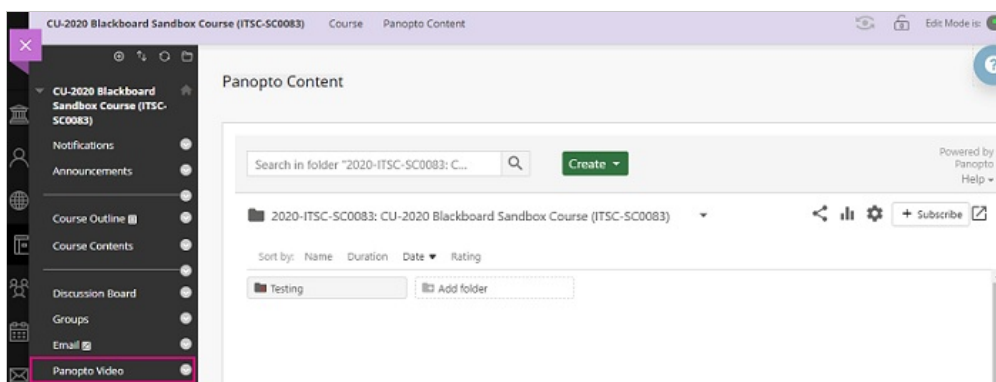 CU-2020 Blackboard Sandbox Course (ITSC-SC0083) Course Panopto Content Edit Mode is:
CU-2020 Blackboard
Sandbox Course (ITSC-
SC0083)
Notifications
Announcements
Course Outline
Course Contents
Discussion Board
Groups
Email
Panopto Video
Panopto Content
Search in folder "2020-ITSC-SC0083: C...
Create
Powered by
Panopto
Help
2020-ITSC-SC0083: CU-2020 Blackboard Sandbox Course (ITSC-SC0083)
+ Subscribe
Sort by: Name Duration Date Rating
Testing
Add folder
?